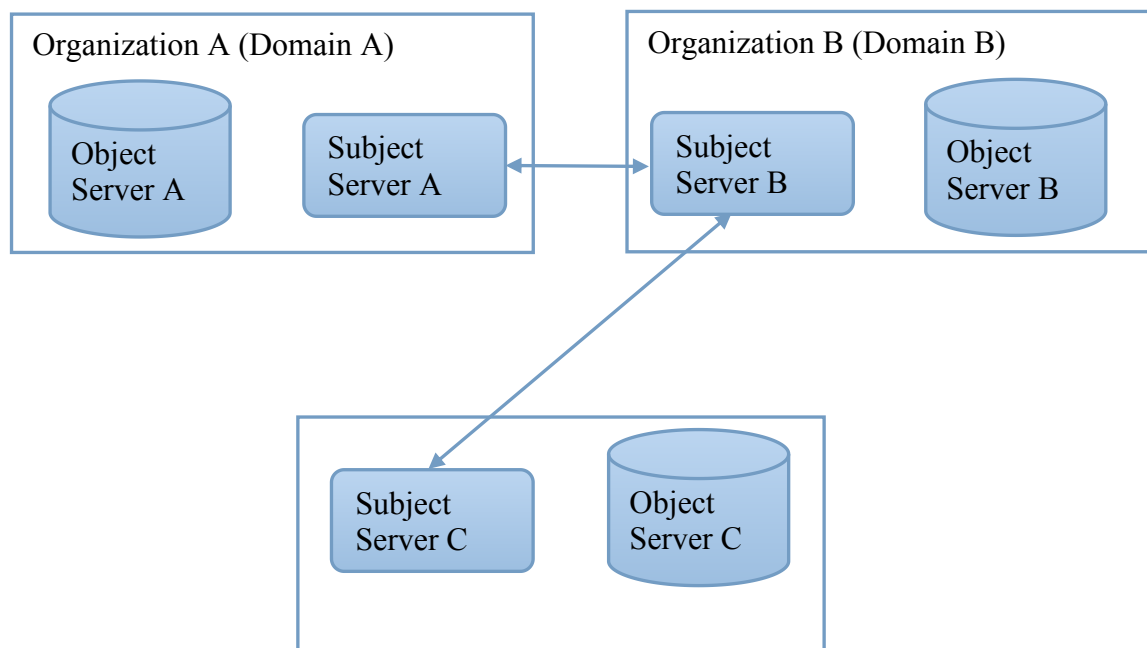 Organization A (Domain A)
Object
Server A
Subject
Server A
Organization B (Domain B)
Subject
Server B
Object
Server B
Subject
Server C
Object
Server C